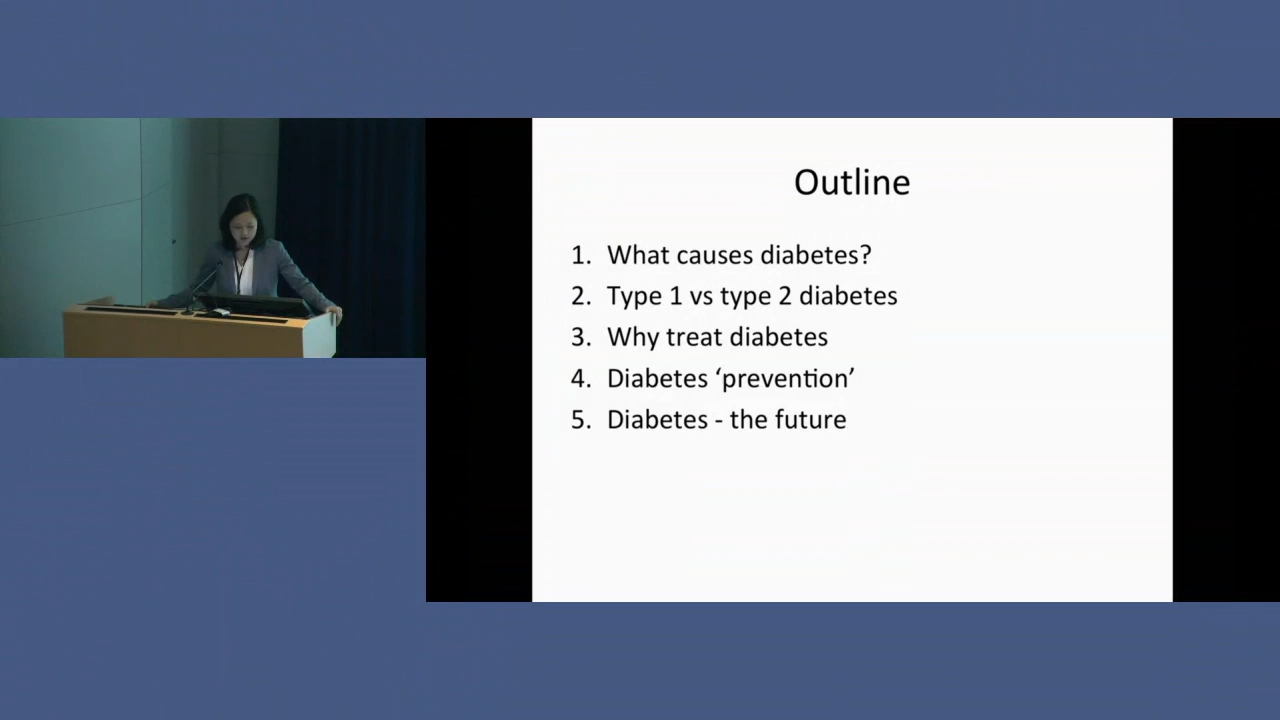 Outline
1. What causes diabetes?
2. Type 1 vs type 2 diabetes
3. Why treat diabetes
4. Diabetes ‘prevention’
5. Diabetes - the future